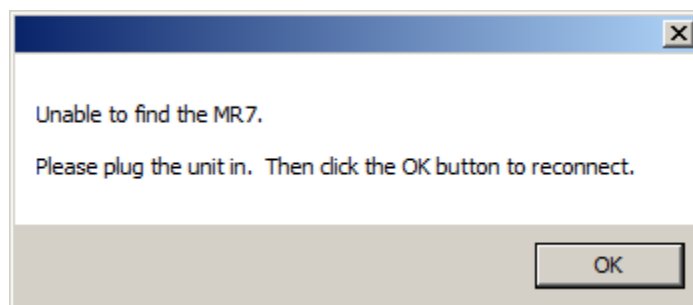 Unable to find the MR7.
Please plug the unit in.  Then click the OK button to reconnect.
OK